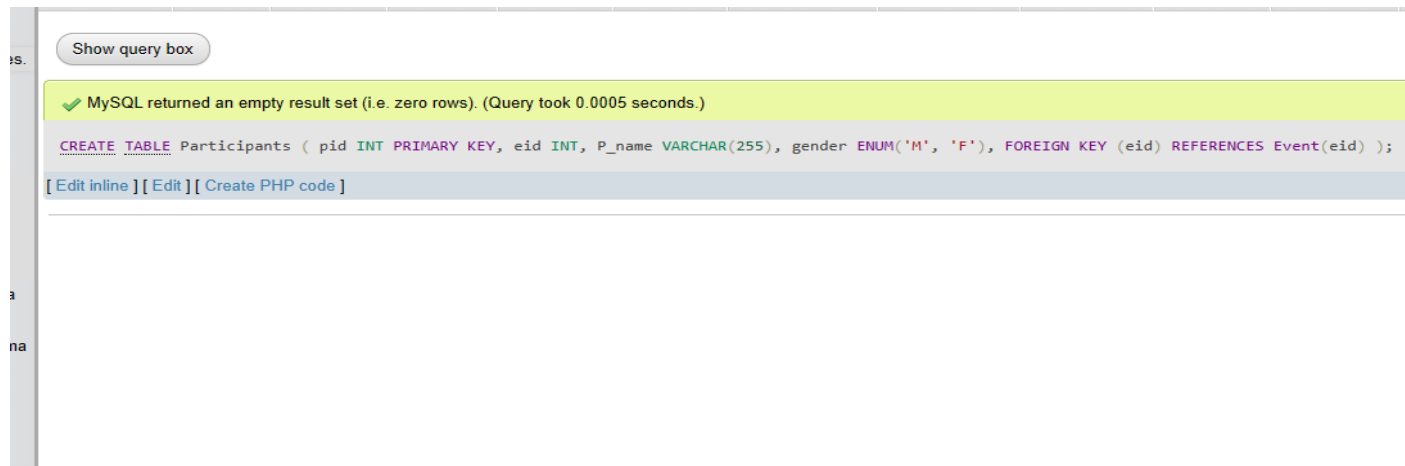 Show query box
es.
MySQL returned an empty result set (i.e. zero rows). (Query took 0.0005 seconds.)
CREATE TABLE Participants ( pid INT PRIMARY KEY, eid INT, P_name VARCHAR(255), gender ENUM('M', 'F'), FOREIGN KEY (eid) REFERENCES Event(eid) );
[ Edit inline ] [ Edit ] [ Create PHP code ]
a
ma